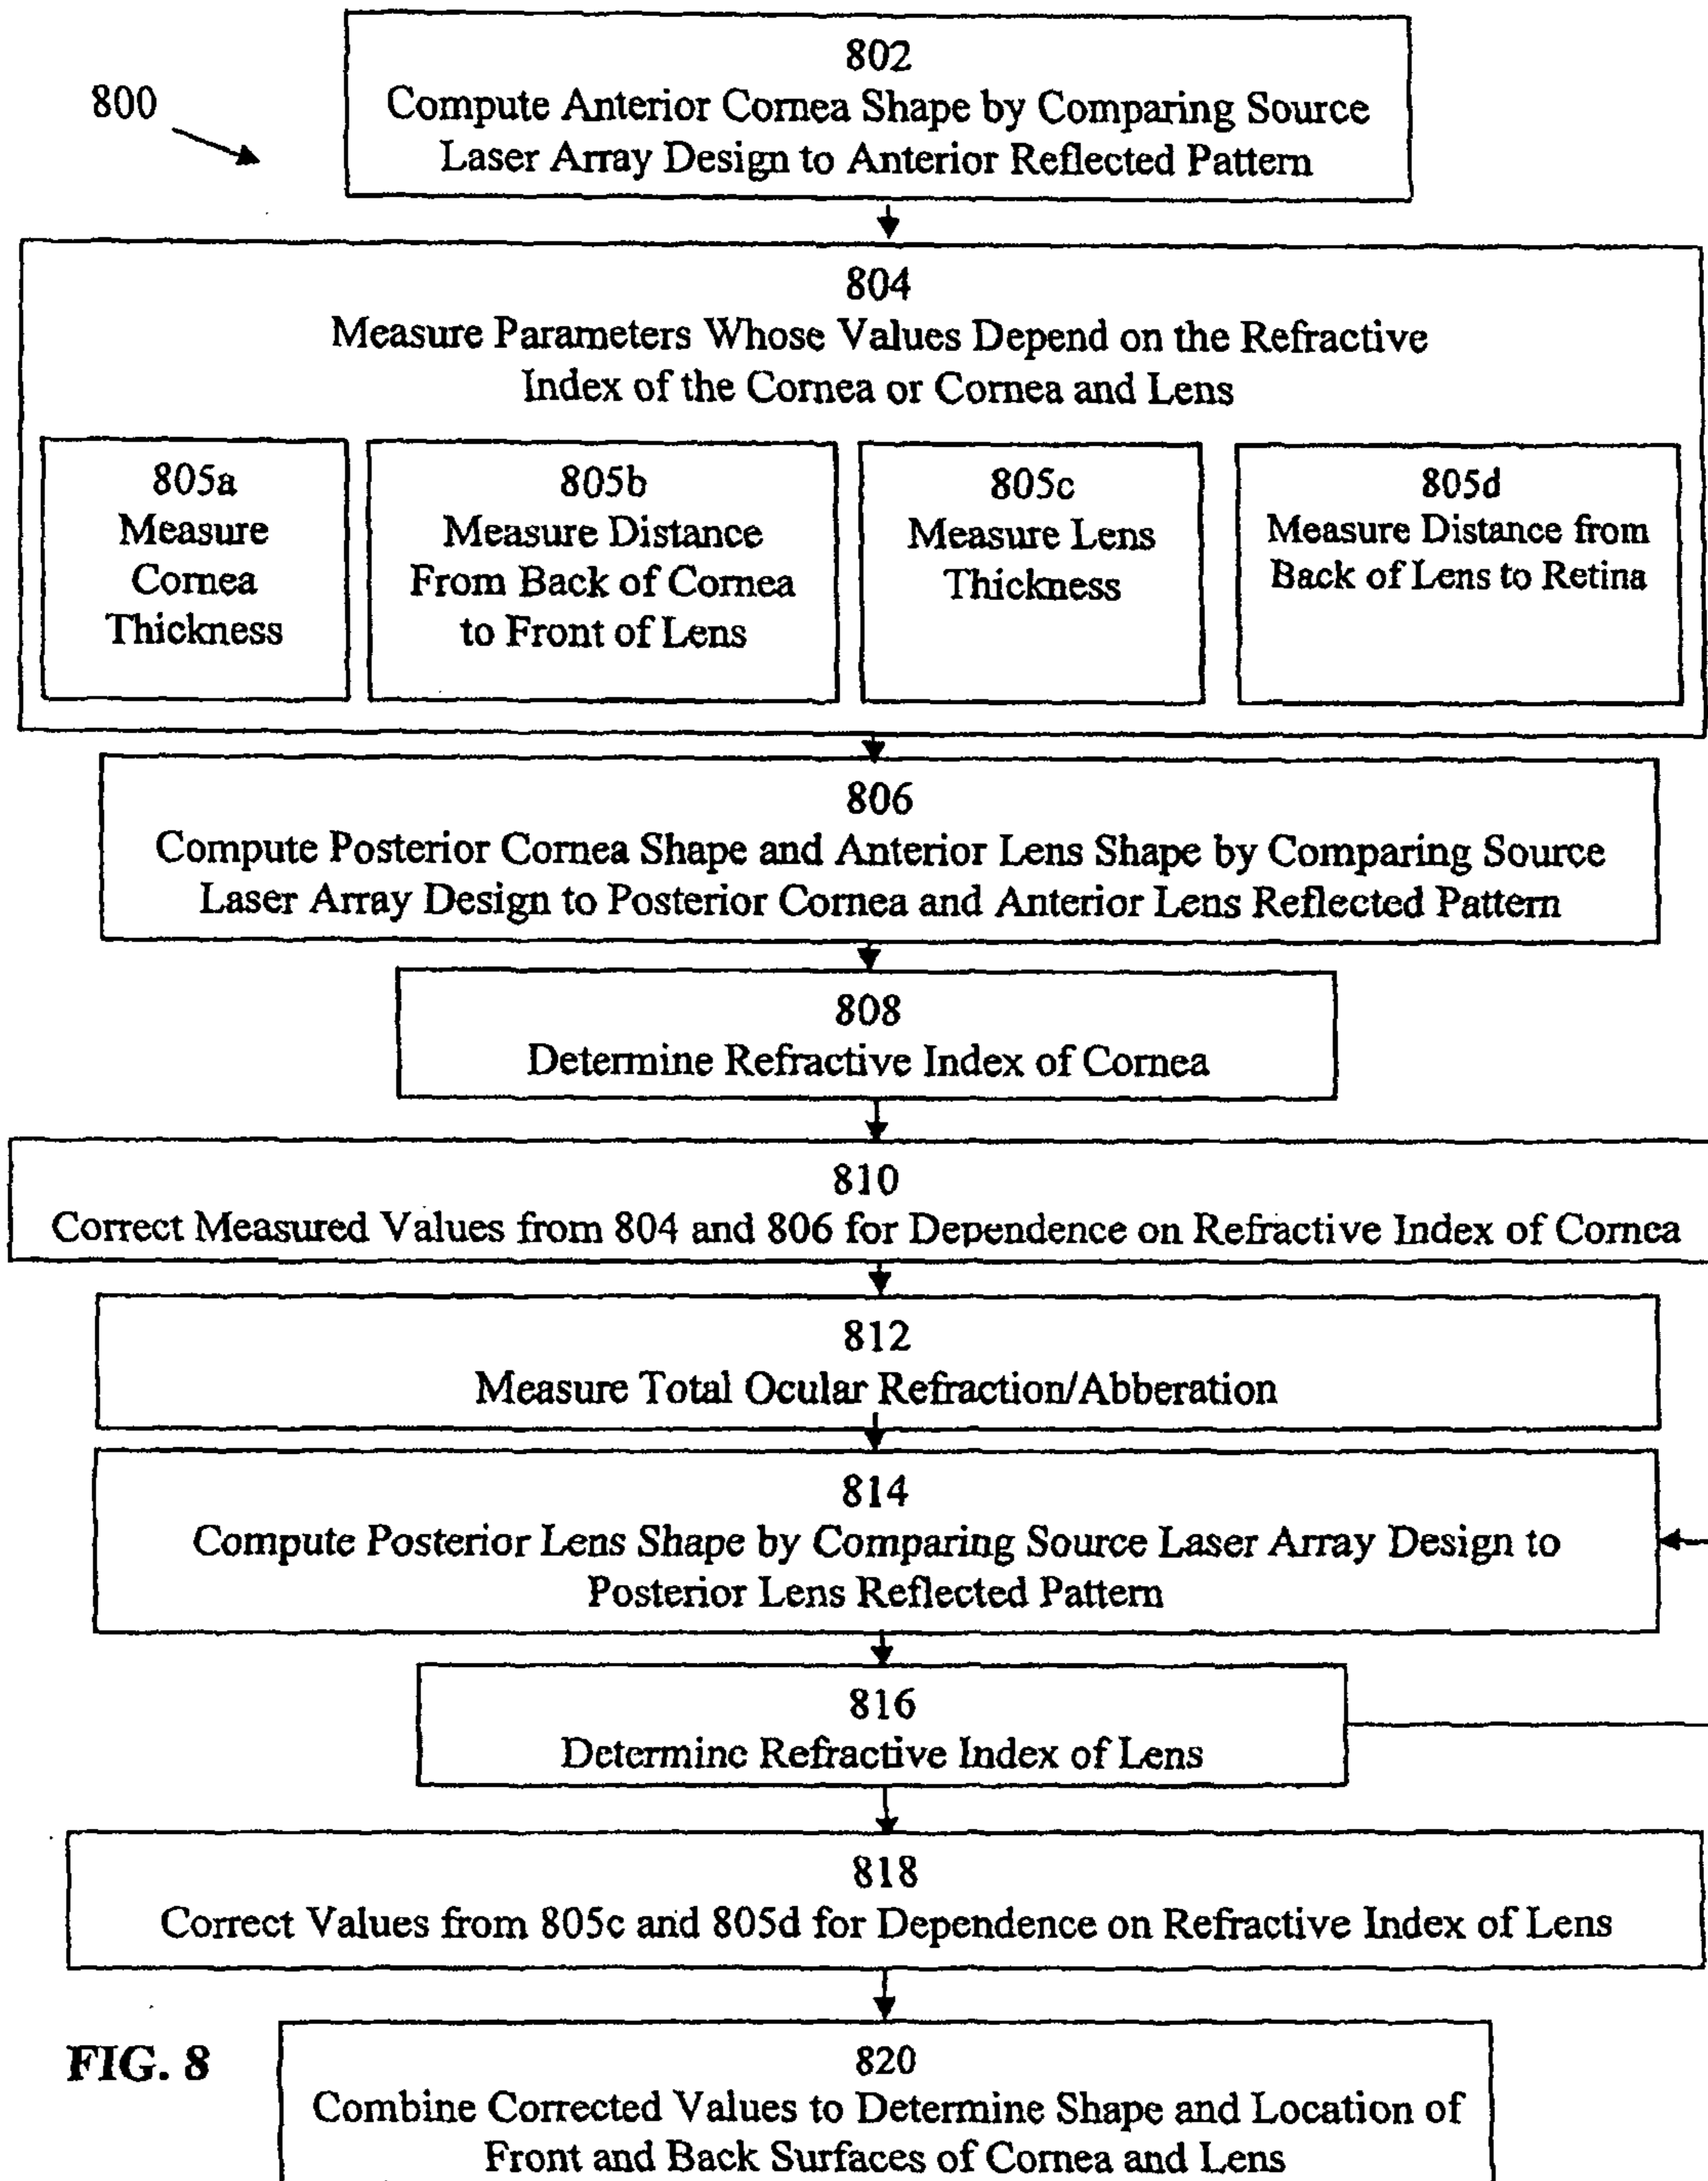 800
802
Compute Anterior Cornea Shape by Comparing Source
Laser Array Design to Anterior Reflected Pattern
804
Measure Parameters Whose Values Depend on the Refractive
Index of the Cornea or Cornea and Lens
805a
Measure
Cornea
Thickness
805b
Measure Distance
From Back of Cornea
to Front of Lens
805c
Measure Lens
Thickness
805d
Measure Distance from
Back of Lens to Retina
806
Compute Posterior Cornea Shape and Anterior Lens Shape by Comparing Source
Laser Array Design to Posterior Cornea and Anterior Lens Reflected Pattern
808
Determine Refractive Index of Cornea
810
Correct Measured Values from 804 and 806 for Dependence on Refractive Index of Cornea
812
Measure Total Ocular Refraction/Abberation
814
Compute Posterior Lens Shape by Comparing Source Laser Array Design to
Posterior Lens Reflected Pattern
816
Determine Refractive Index of Lens
818
Correct Values from 805c and 805d for Dependence on Refractive Index of Lens
FIG. 8
820
Combine Corrected Values to Determine Shape and Location of
Front and Back Surfaces of Cornea and Lens